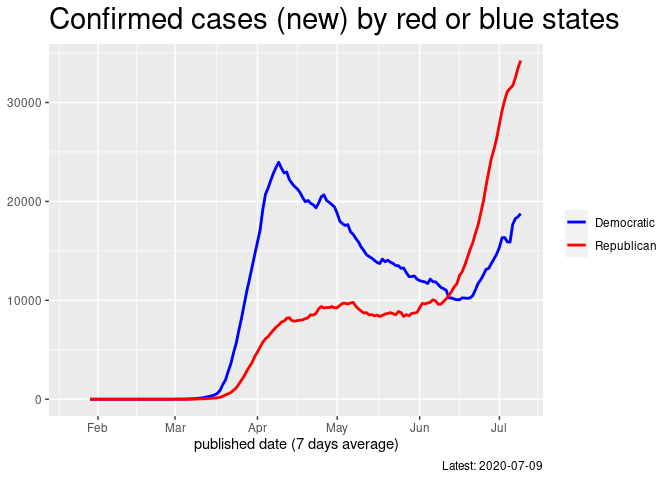 Confirmed cases (new) by red or blue states
30000
20000
10000
0
Feb Mar Apr May Jun Jul
published date (7 days average)
Latest: 2020-07-09
Democratic
Republican